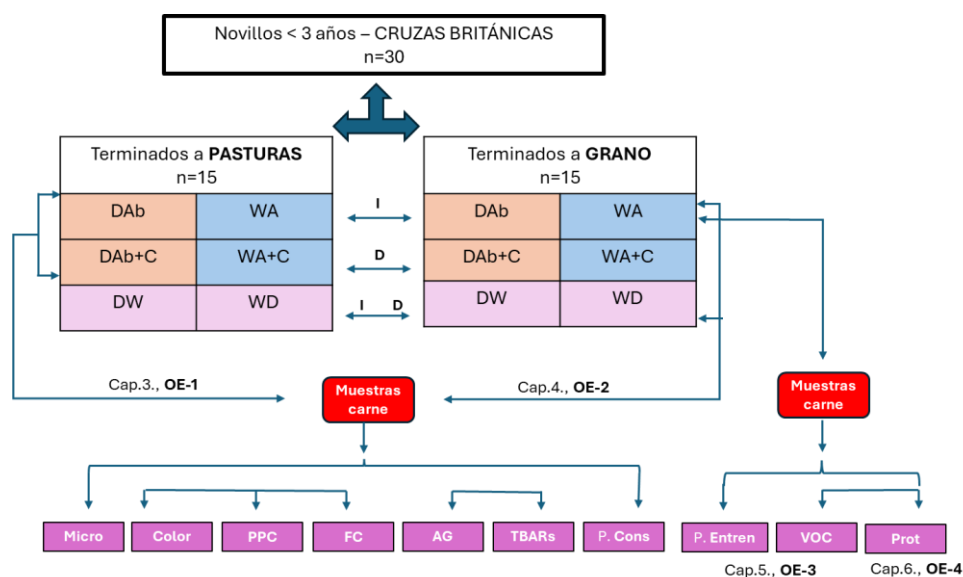 Novillos < 3 años – CRUZAS BRITÁNICAS
n=30
Terminados a PASTURAS
n=15
Terminados a GRANO
n=15
DAb WA I DAb WA
DAb+C WA+C D DAb+C WA+C
DW WD I D DW WD
Cap.3., OE-1
Muestras
carne
Cap.4., OE-2
Muestras
carne
Micro Color PPC FC AG TBARs P. Cons P. Entren VOC Prot
Cap.5., OE-3 Cap.6., OE-4